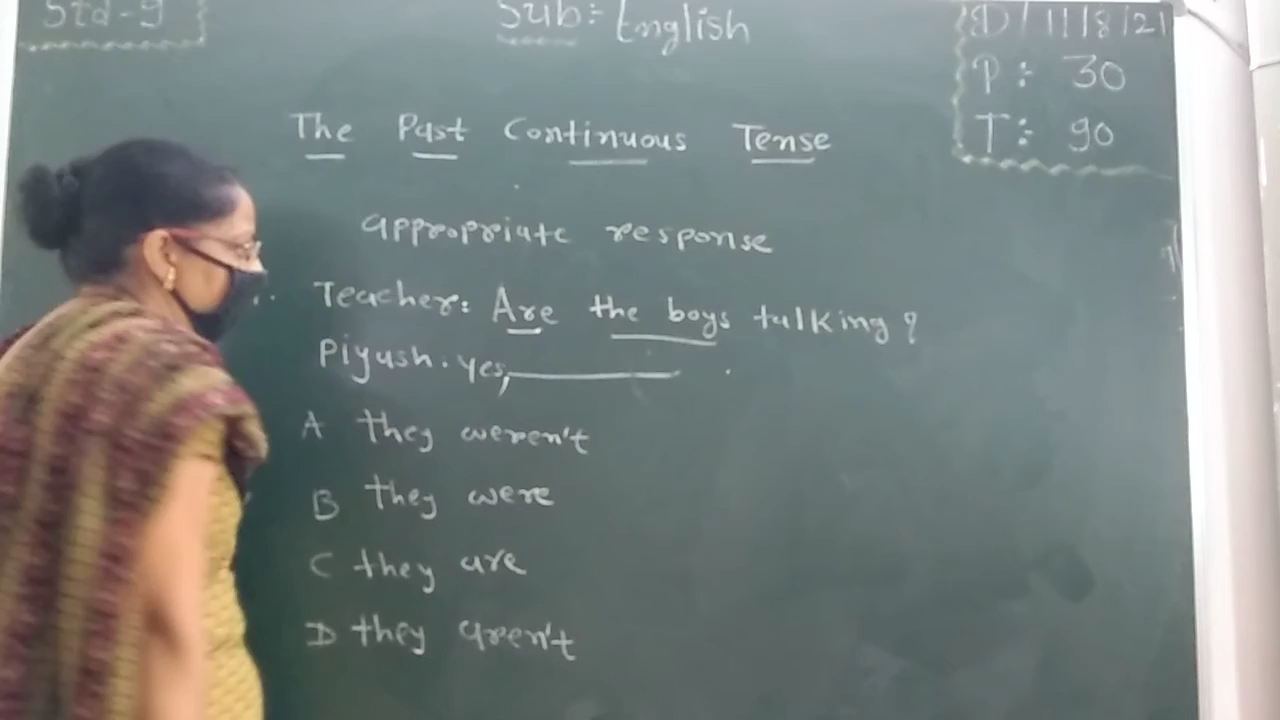 Std-9
Sub:- English
D / 11/8/21
P : 30
T : 90
The Past Continuous Tense
appropriate response
Teacher: Are the boys talking ?
Piyush. yes, ________ .
A they weren't
B they were
C they are
D they aren't